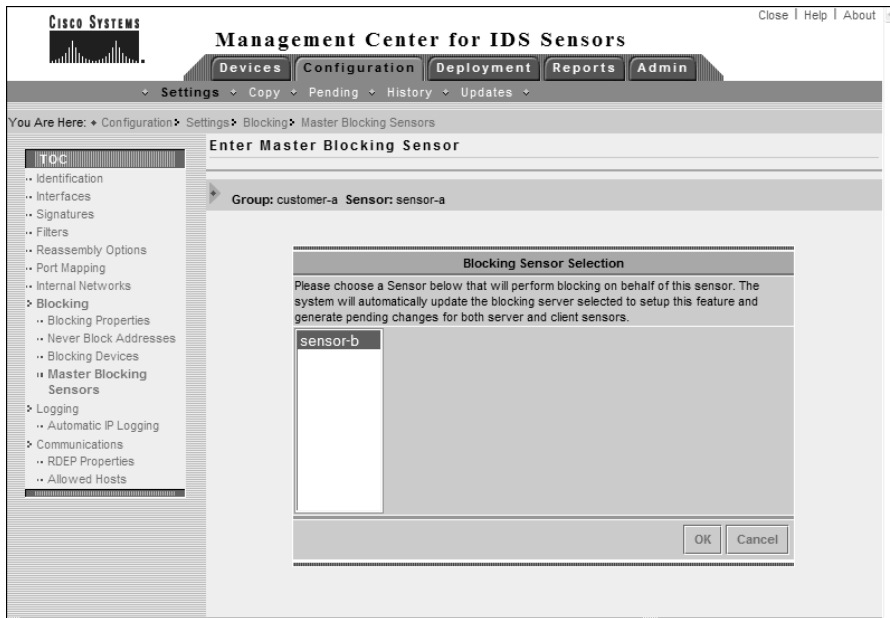 Close | Help | About
CISCO SYSTEMS
Management Center for IDS Sensors
Devices Configuration Deployment Reports Admin
Settings Copy Pending History Updates
You Are Here: Configuration Settings Blocking Master Blocking Sensors
TOC
Identification
Interfaces
Signatures
Filters
Reassembly Options
Port Mapping
Internal Networks
Blocking
Blocking Properties
Never Block Addresses
Blocking Devices
Master Blocking
Sensors
Logging
Automatic IP Logging
Communications
RDEP Properties
Allowed Hosts
Enter Master Blocking Sensor
Group: customer-a Sensor: sensor-a
Blocking Sensor Selection
Please choose a Sensor below that will perform blocking on behalf of this sensor. The
system will automatically update the blocking server selected to setup this feature and
generate pending changes for both server and client sensors.
sensor-b
OK Cancel